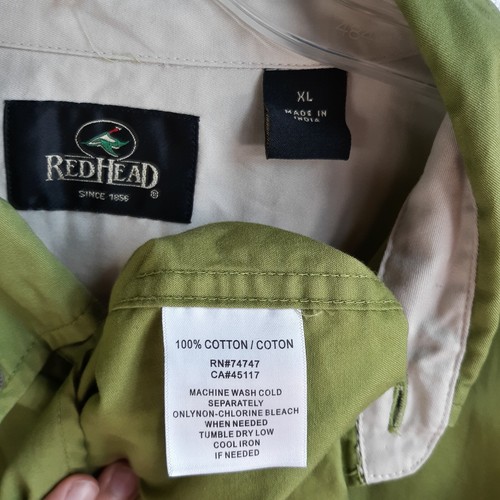 XL
MADE IN
INDIA
REDHEAD
SINCE 1856
®
100% COTTON / COTON
RN#74747
CA#45117
MACHINE WASH COLD
SEPARATELY
ONLYNON-CHLORINE BLEACH
WHEN NEEDED
TUMBLE DRY LOW
COOL IRON
IF NEEDED